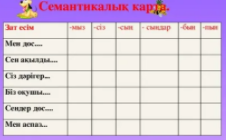 Семантикалық карта.
Зат есім -мыз -сіз -сың - сыңдар -бын -пын
Мен дос....
Сен ақылды....
Сіз дәрігер...
Біз оқушы....
Сендер дос....
Мен аспаз...